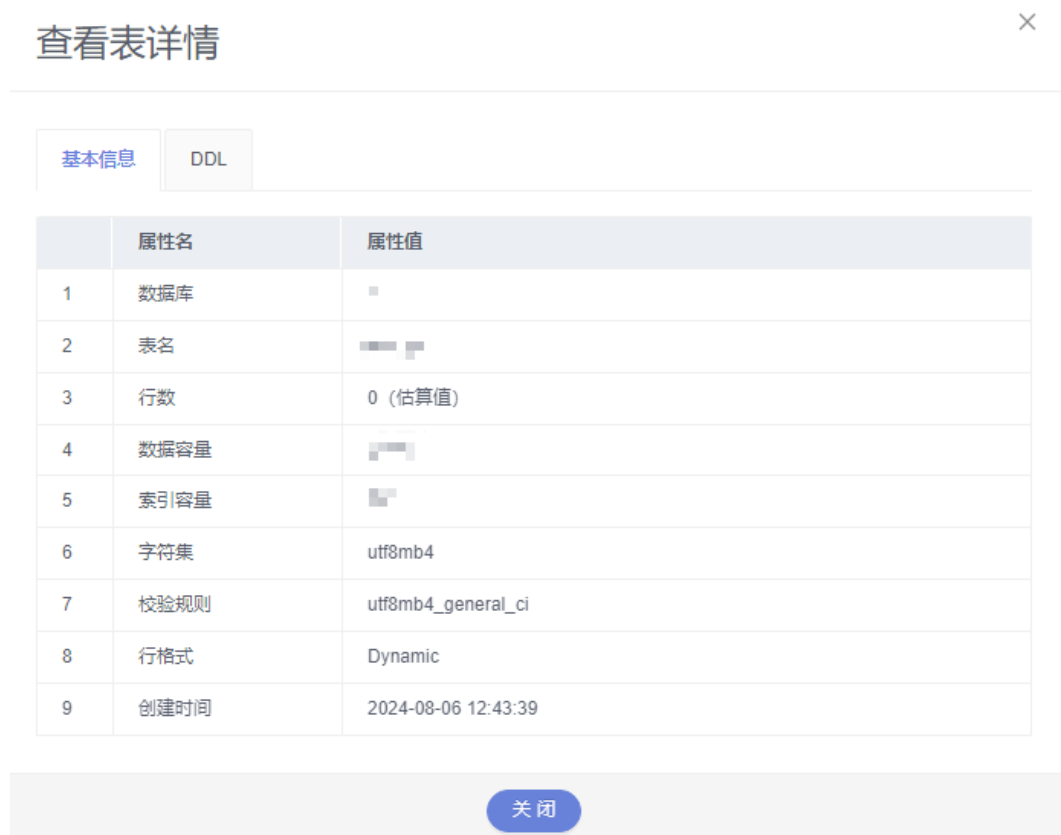 查看表详情
基本信息 DDL
属性名 属性值
1 数据库
2 表名
3 行数 0 (估算值)
4 数据容量
5 索引容量
6 字符集 utf8mb4
7 校验规则 utf8mb4_general_ci
8 行格式 Dynamic
9 创建时间 2024-08-06 12:43:39
关闭